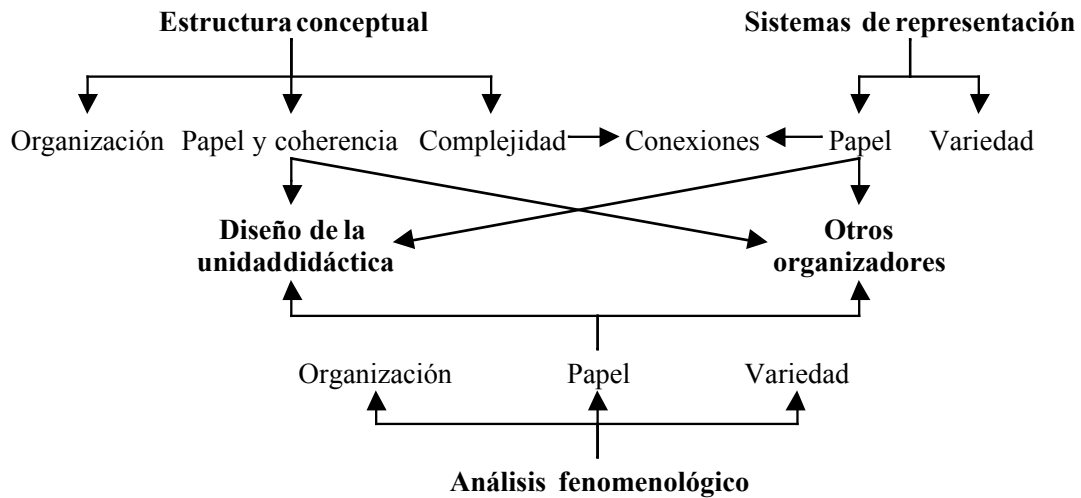 Estructura conceptual Sistemas de representación
Organización Papel y coherencia Complejidad Conexiones Papel Variedad
Diseño de la Otros
unidaddidáctica organizadores
Organización Papel Variedad
Análisis fenomenológico